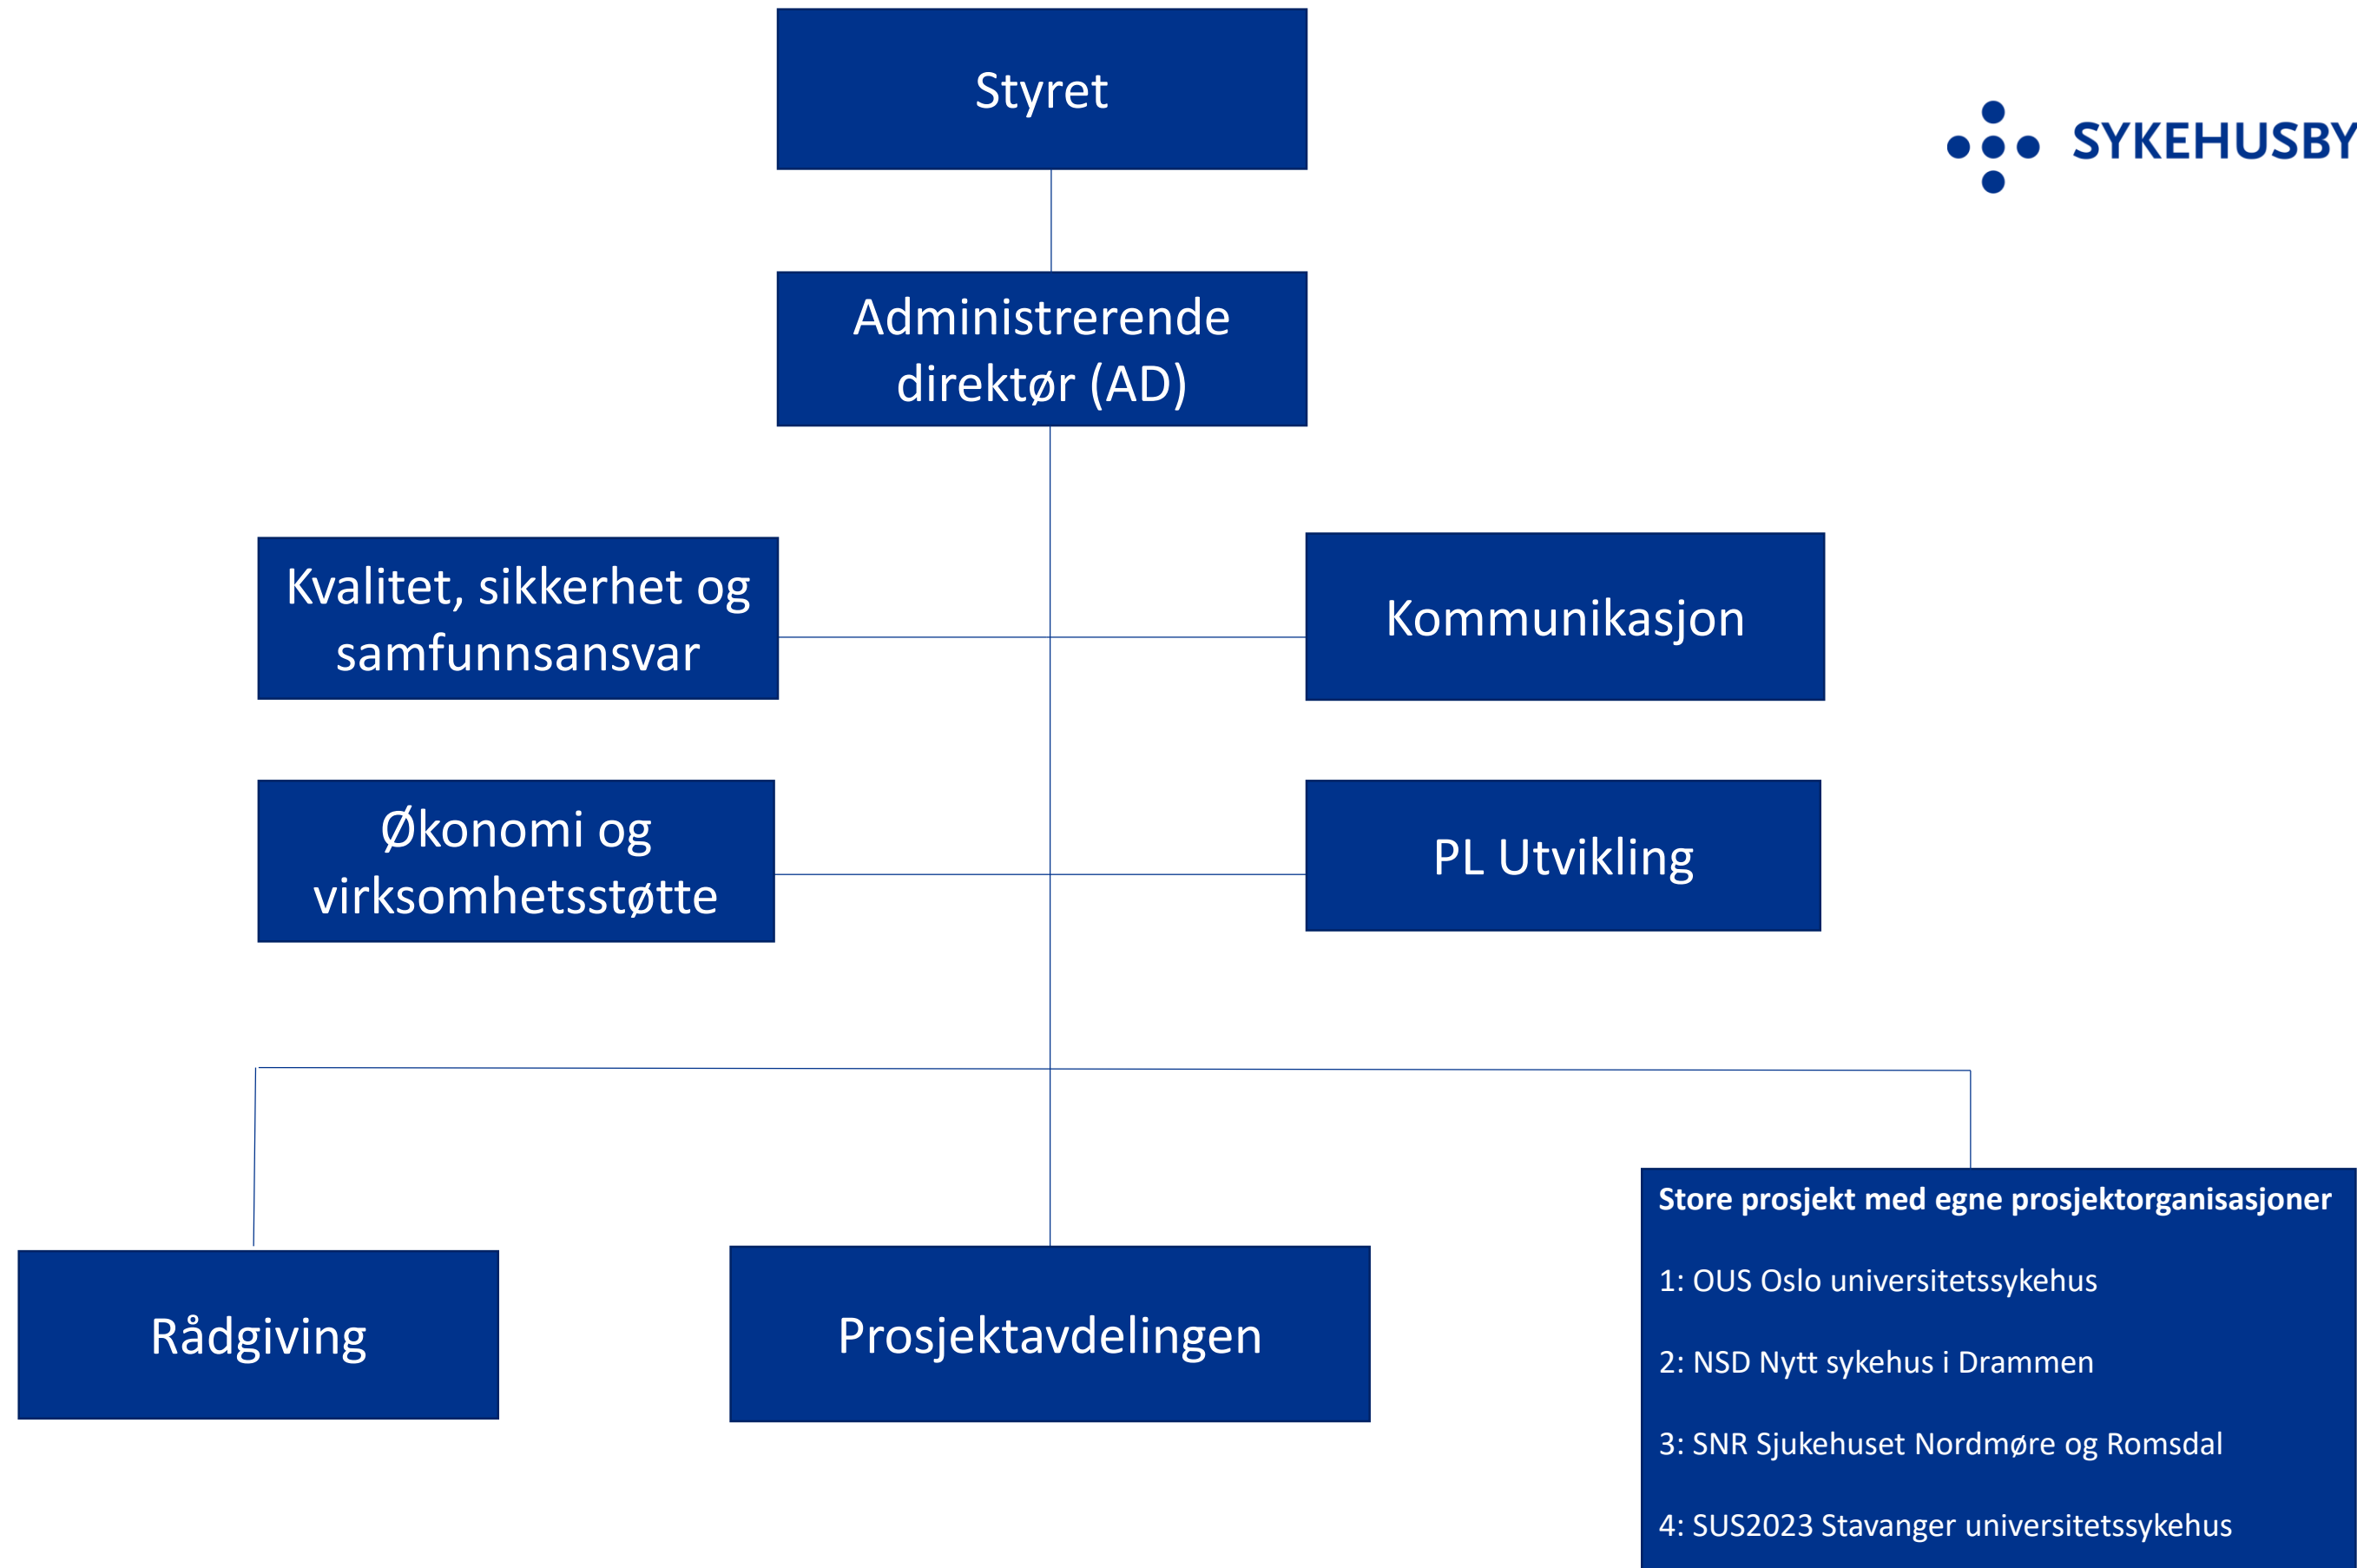 Styret
SYKEHUSBY
Administrerende
direktør (AD)
Kvalitet, sikkerhet og
samfunnsansvar
Kommunikasjon
Økonomi og
virksomhetsstøtte
PL Utvikling
Rådgiving
Prosjektavdelingen
Store prosjekt med egne prosjektorganisasjoner
1: OUS Oslo universitetssykehus
2: NSD Nytt sykehus i Drammen
3: SNR Sjukehuset Nordmøre og Romsdal
4: SUS2023 Stavanger universitetssykehus